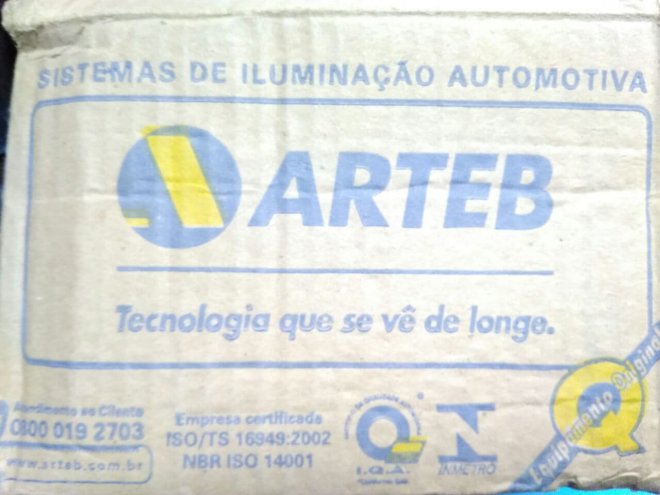 SISTEMAS DE ILUMINAÇÃO AUTOMOTIVA
ARTEB
Tecnologia que se vê de longe.
Atendimento ao Cliente
0800 019 2703
www.arteb.com.br
Empresa certificada
ISO/TS 16949:2002
NBR ISO 14001
I.Q.A.
INMETRO
Equipamento Original
Q